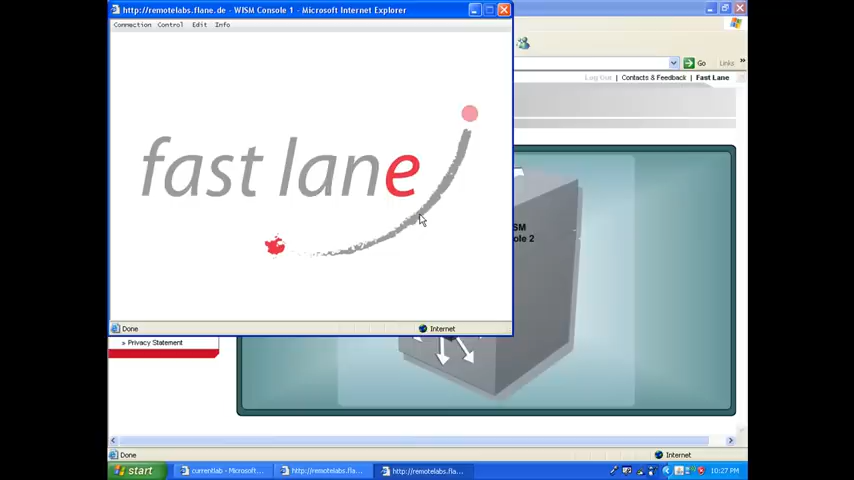 http://remotelabs.flane.de - WISM Console 1 - Microsoft Internet Explorer
Connection Control Edit Info
Go Links »
Log Out | Contacts & Feedback | Fast Lane
fast lane
SM
ole 2
Done Internet
» Privacy Statement
Done Internet
start currentlab - Microsoft... http://remotelabs.fla... http://remotelabs.fla... 10:27 PM